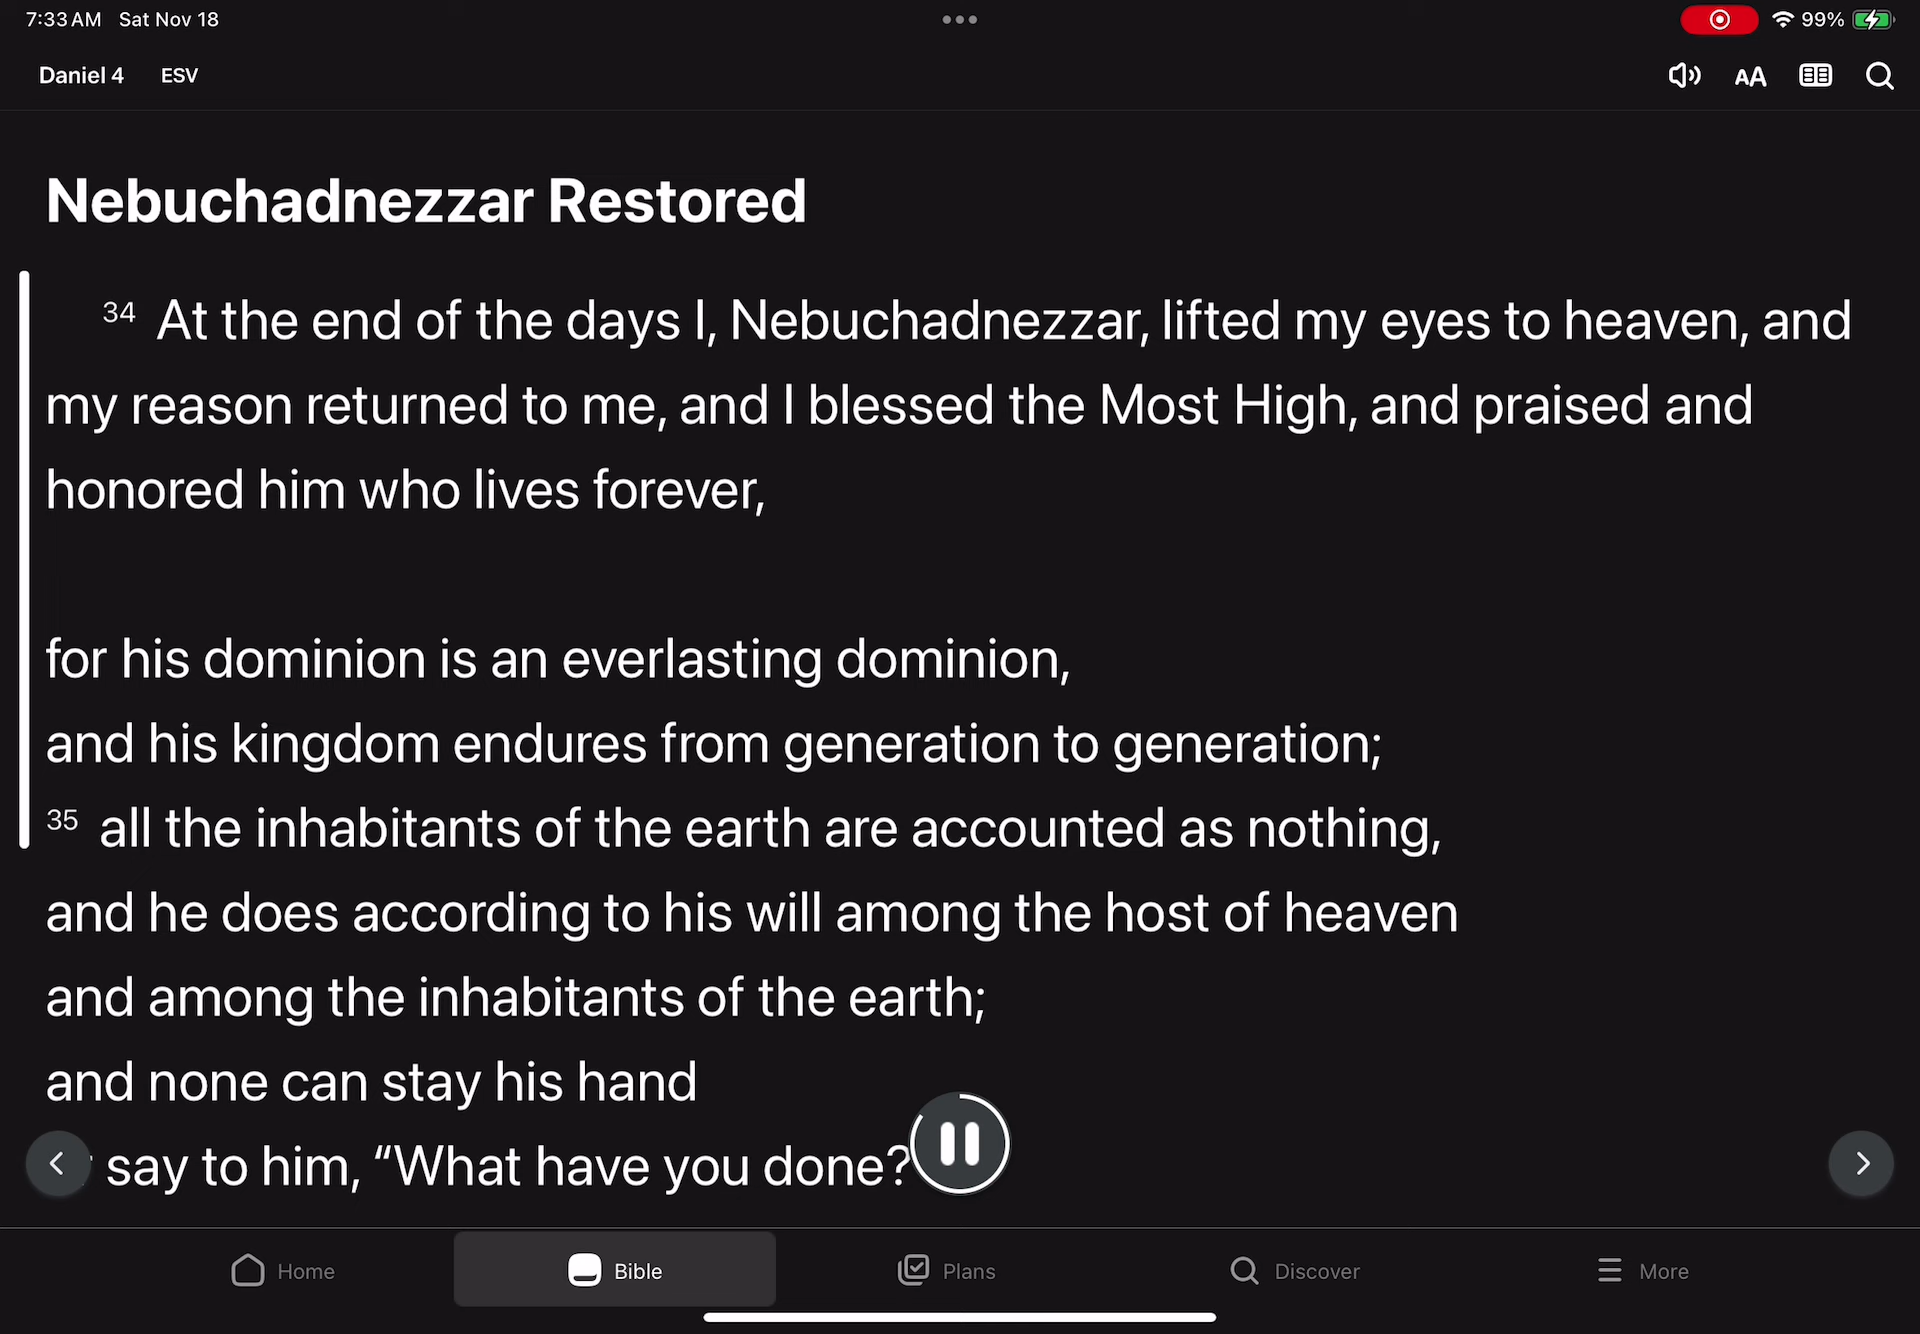 7:33 AM Sat Nov 18
99%
Daniel 4 ESV
AA
Nebuchadnezzar Restored
34 At the end of the days I, Nebuchadnezzar, lifted my eyes to heaven, and
my reason returned to me, and I blessed the Most High, and praised and
honored him who lives forever,
for his dominion is an everlasting dominion,
and his kingdom endures from generation to generation;
35 all the inhabitants of the earth are accounted as nothing,
and he does according to his will among the host of heaven
and among the inhabitants of the earth;
and none can stay his hand
say to him, “What have you done?
Home Bible Plans Discover More